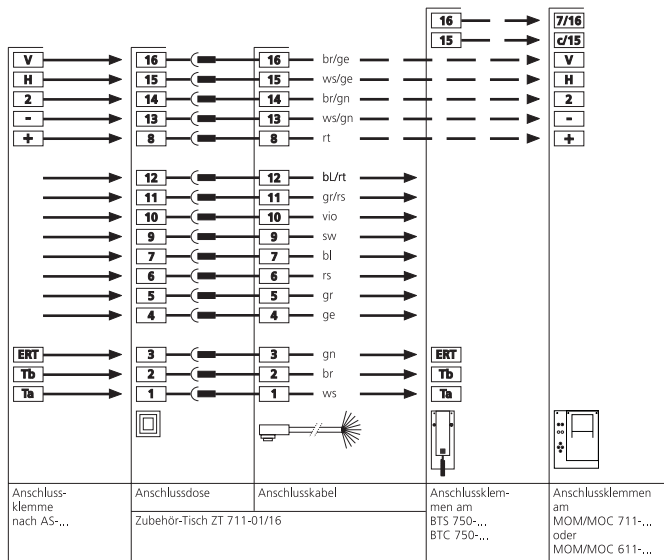 16 7/16
15 c/15
V 16 16 br/ge V
H 15 15 ws/ge H
2 14 14 br/gn 2
- 13 13 ws/gn -
+ 8 8 rt +
12 12 bL/rt
11 11 gr/rs
10 10 vio
9 9 sw
7 7 bl
6 6 rs
5 5 gr
4 4 ge
ERT 3 3 gn ERT
Tb 2 2 br Tb
Ta 1 1 ws Ta
Anschluss-
klemme
nach AS-...
Anschlussdose
Anschlusskabel
Zubehör-Tisch ZT 711-01/16
Anschlussklem-
men am
BTS 750-...
BTC 750-...
Anschlussklemmen
am
MOM/MOC 711-...
oder
MOM/MOC 611-...